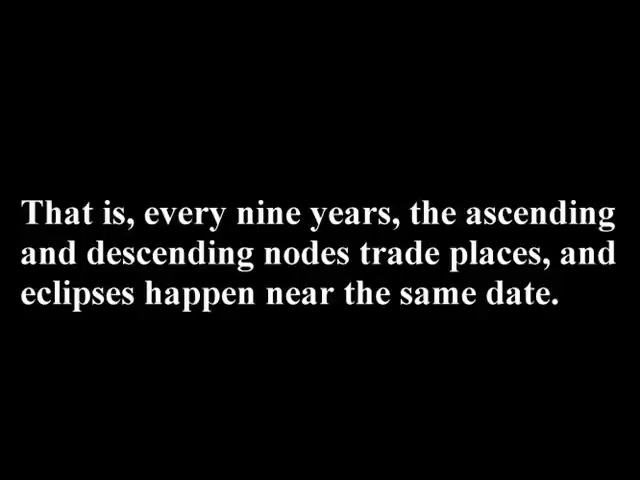 That is, every nine years, the ascending
and descending nodes trade places, and
eclipses happen near the same date.